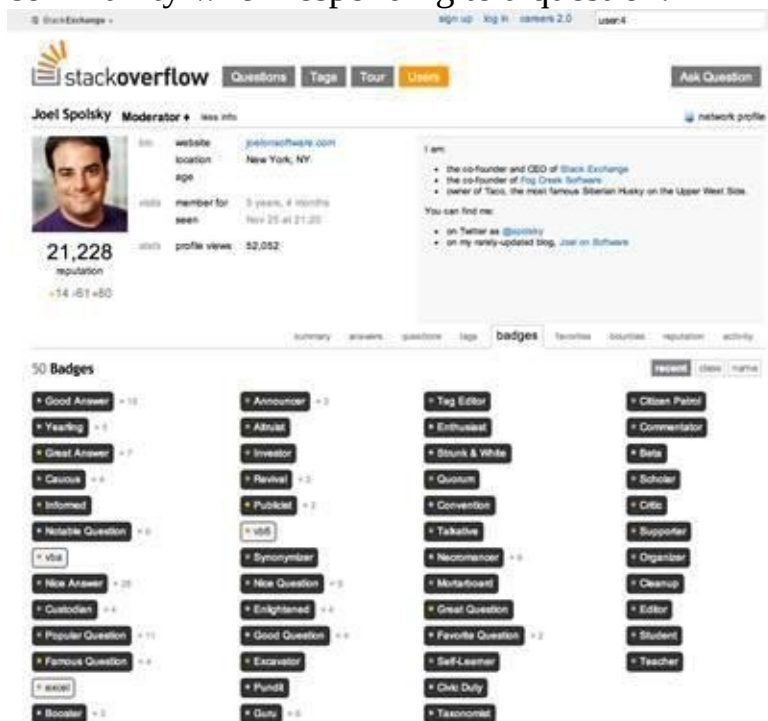 community when responding to a question.
StackExchange
sign up log in careers 2.0 user:4
stackoverflow Questions Tags Tour Users Ask Question
Joel Spolsky Moderator ♦ less info network profile
bio website joelonsoftware.com
location New York, NY
age
visits member for 5 years, 4 months
seen Nov 25 at 21:20
stats profile views 52,052
21,228
reputation
I am:
the co-founder and CEO of Stack Exchange
the co-founder of Fog Creek Software
owner of Taco, the most famous Siberian Husky on the Upper West Side.
You can find me:
on Twitter as @spolsky
on my rarely-updated blog, Joel on Software
summary answers questions tags badges favorites bounties reputation activity
50 Badges recent class name
Good Answer Announcer Tag Editor Citizen Patrol
Yearling Altruist Enthusiast Commentator
Great Answer × 7 Investor Strunk & White Beta
Caucus Revival Quorum Scholar
Informed Publicist Convention Critic
Notable Question vb6 Talkative Supporter
vba Synonymizer Necromancer Organizer
Nice Answer Nice Question Mortarboard Cleanup
Custodian Enlightened Great Question Editor
Popular Question Good Question Favorite Question × 2 Student
Famous Question Excavator Self-Learner Teacher
excel Pundit Civic Duty
Booster Guru Taxonomist